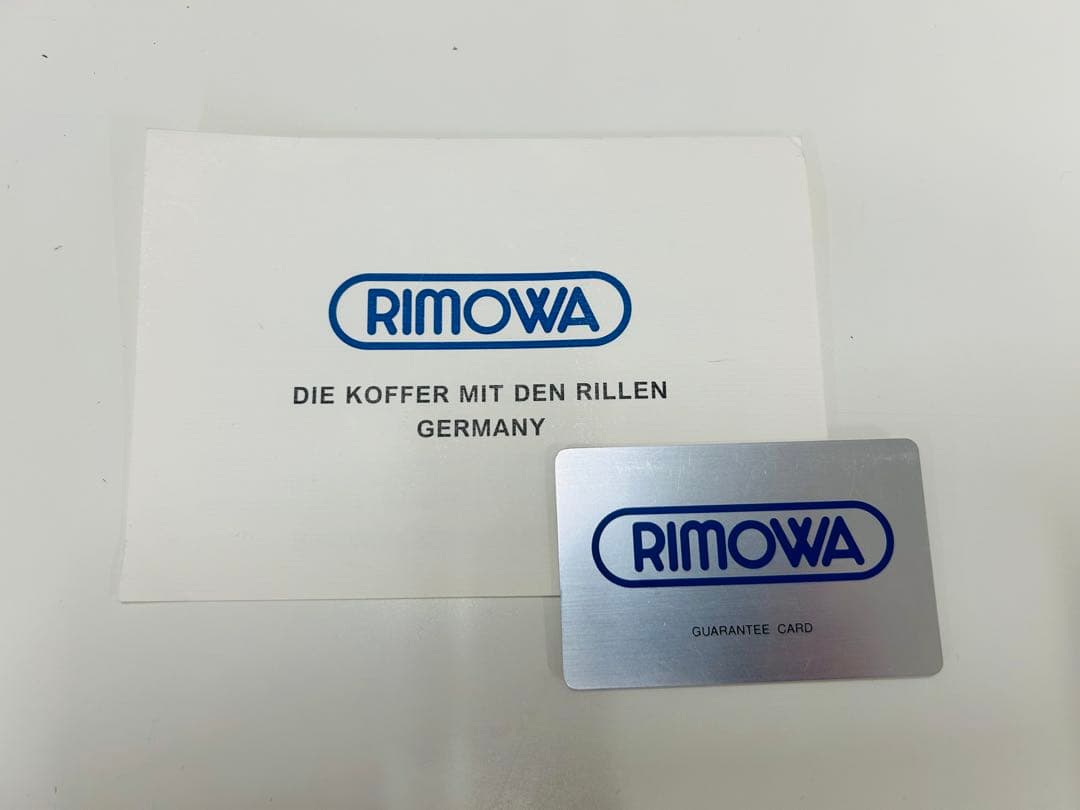 RIMOWA
DIE KOFFER MIT DEN RILLEN
GERMANY
RIMOWA
GUARANTEE CARD